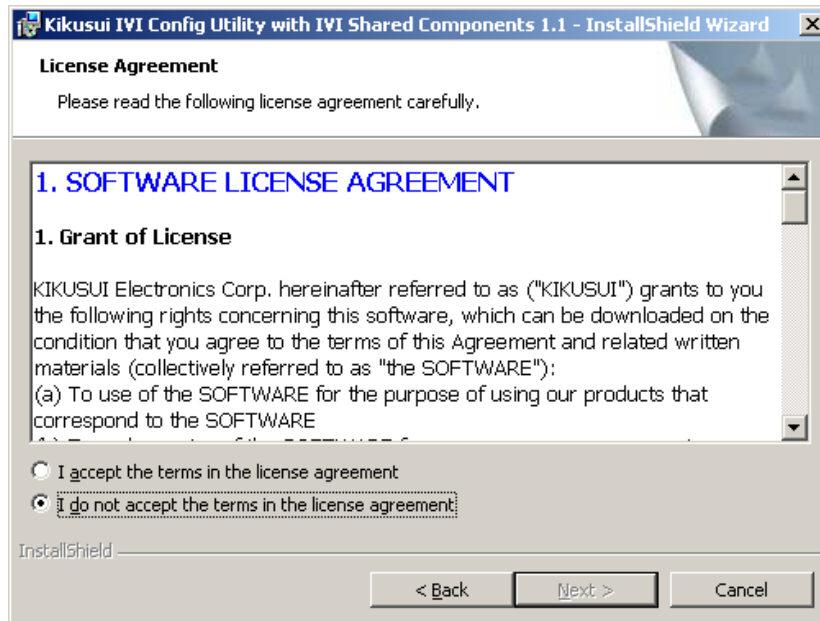 Kikusui IVI Config Utility with IVI Shared Components 1.1 - InstallShield Wizard
License Agreement
Please read the following license agreement carefully.
1. SOFTWARE LICENSE AGREEMENT
1. Grant of License
KIKUSUI Electronics Corp. hereinafter referred to as ("KIKUSUI") grants to you
the following rights concerning this software, which can be downloaded on the
condition that you agree to the terms of this Agreement and related written
materials (collectively referred to as "the SOFTWARE"):
(a) To use of the SOFTWARE for the purpose of using our products that
correspond to the SOFTWARE
I accept the terms in the license agreement
I do not accept the terms in the license agreement
InstallShield
< Back
Next >
Cancel